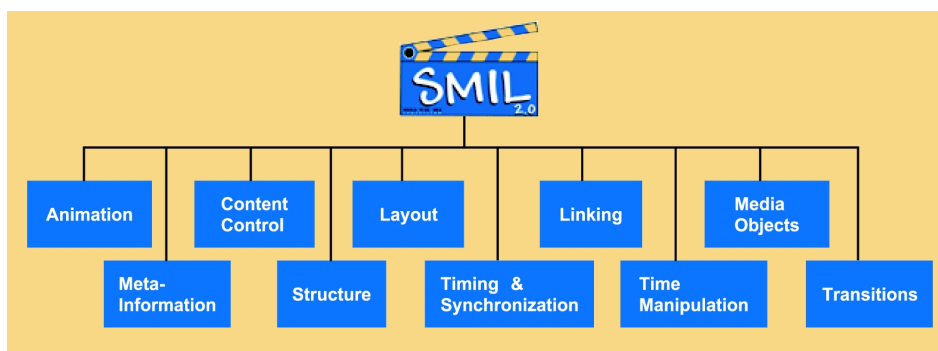 SMIL
2.0
Animation
Content
Control
Layout
Linking
Media
Objects
Meta-
Information
Structure
Timing &
Synchronization
Time
Manipulation
Transitions